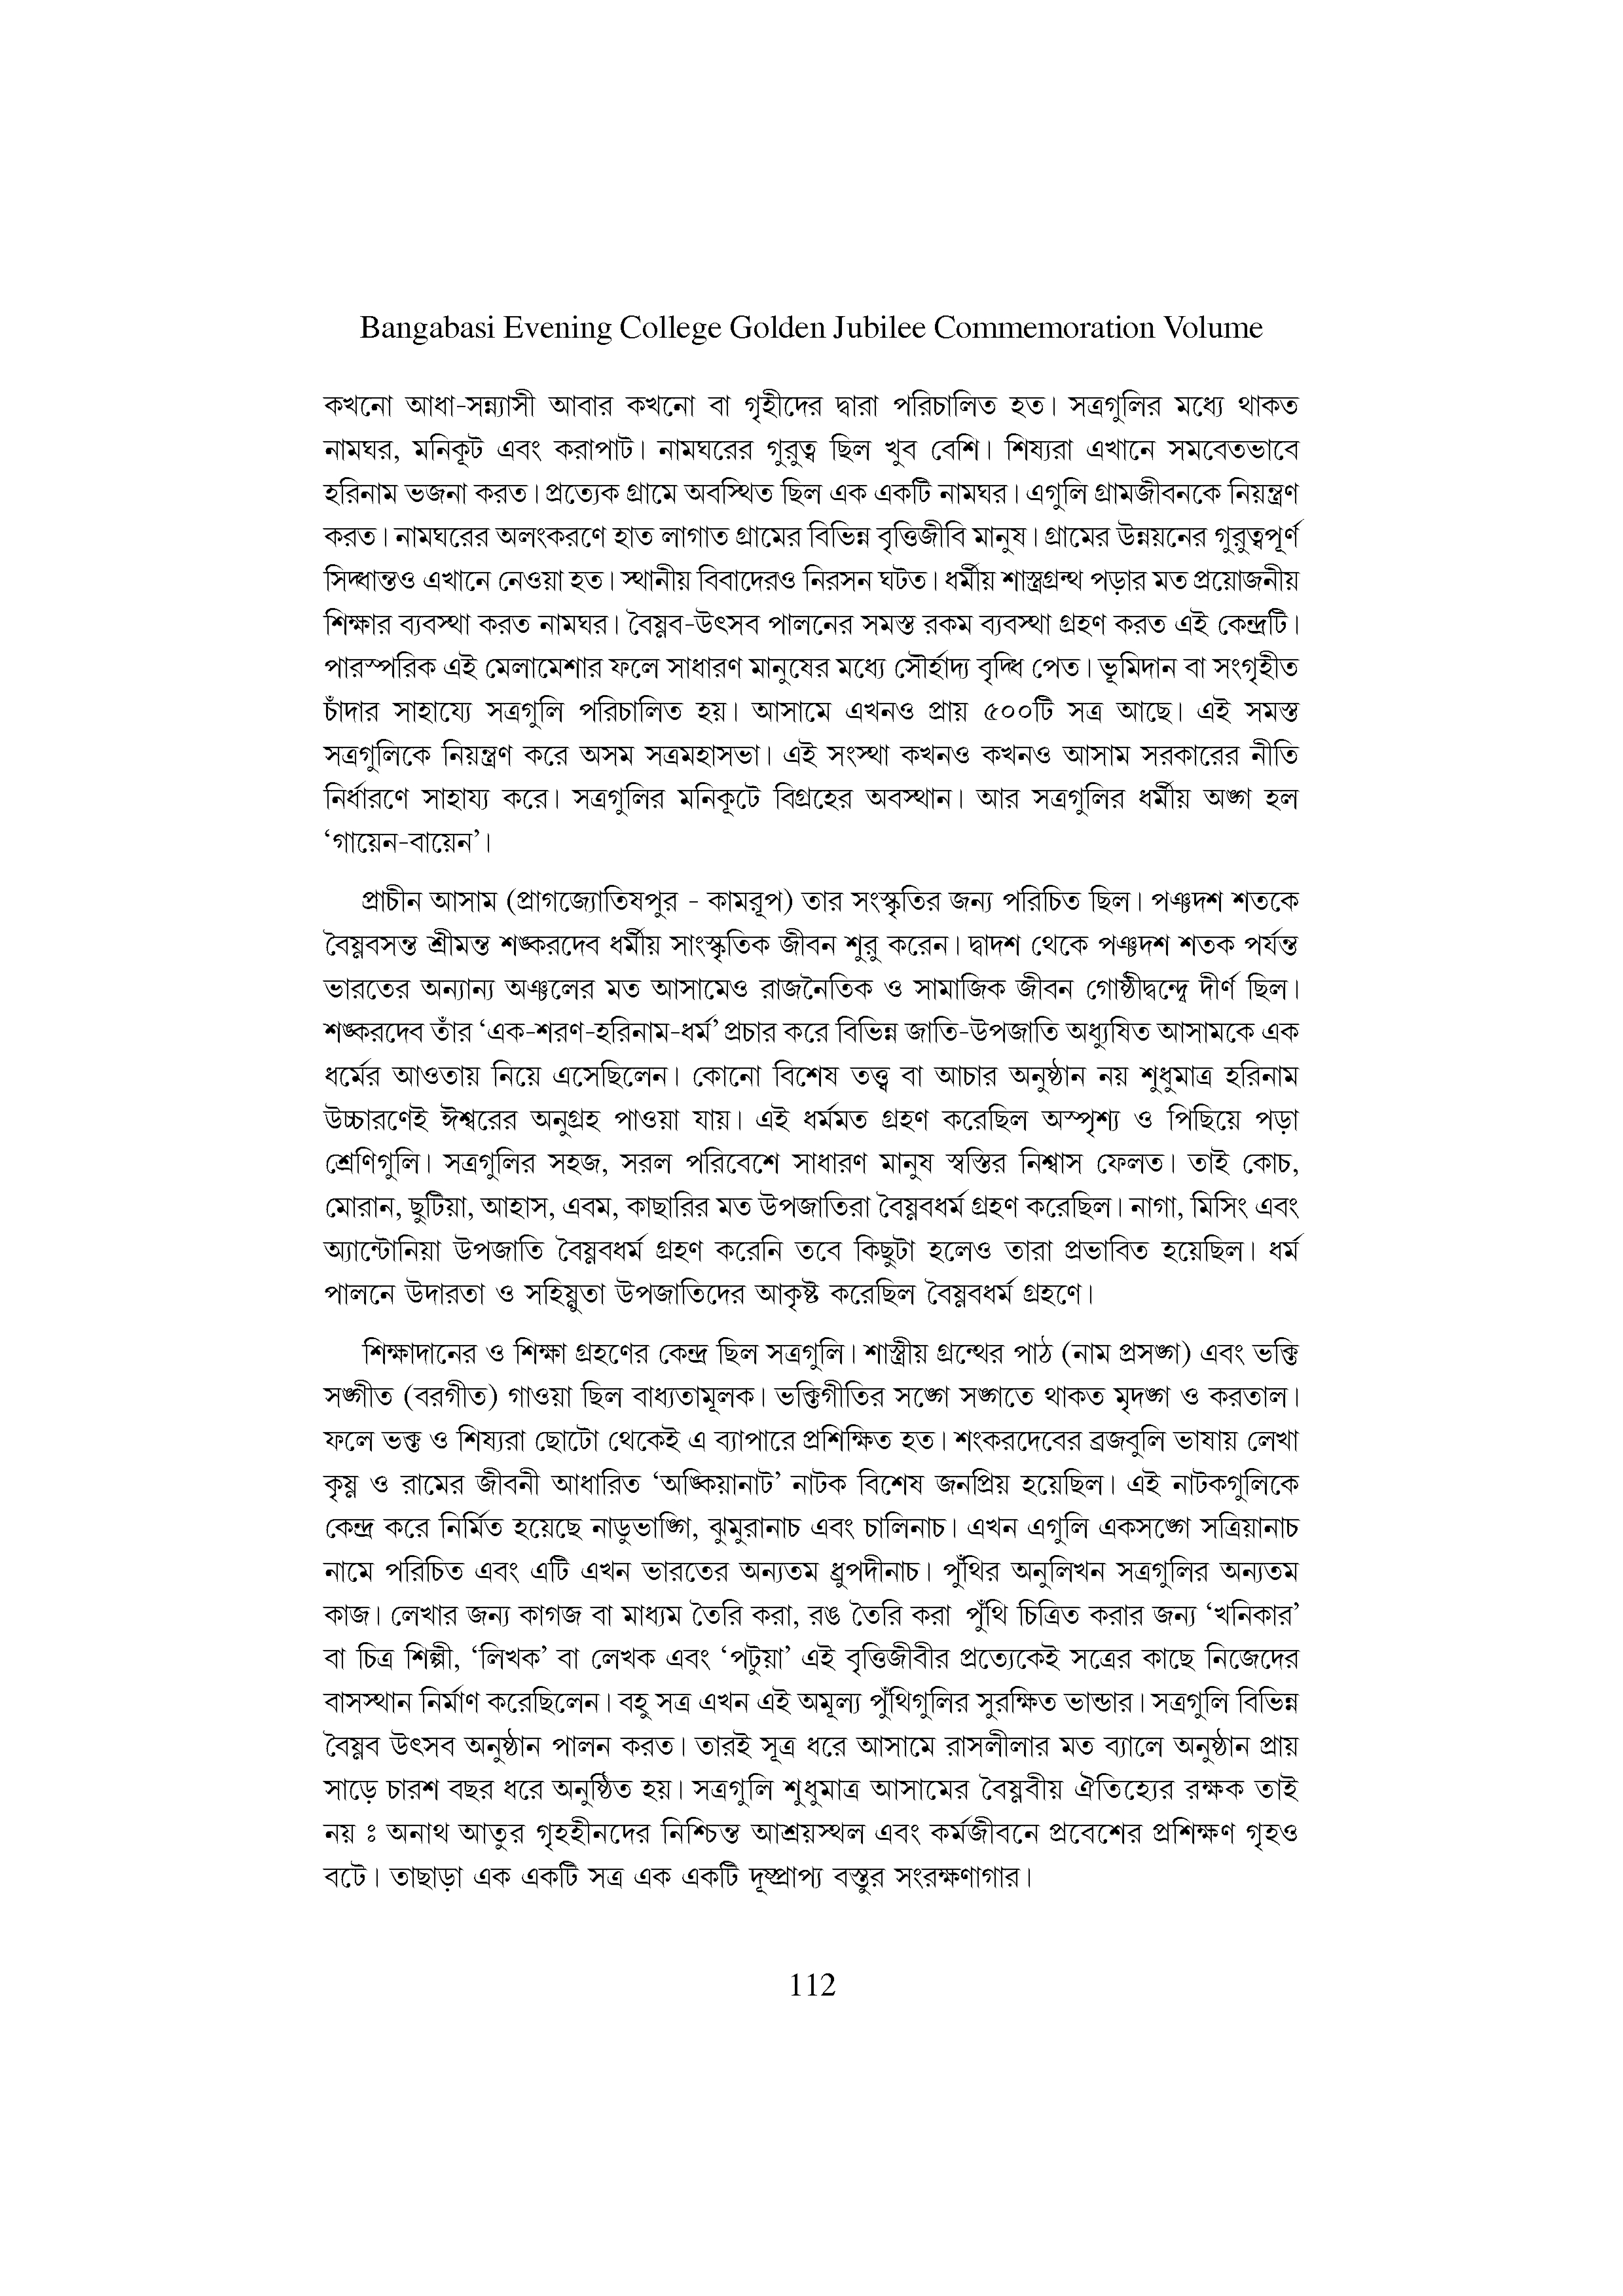 Bangabasi Evening College Golden Jubilee Commemoration Volume
কখনো আধা-সন্ন্যাসী আবার কখনো বা গৃহীদের দ্বারা পরিচালিত হত। সত্রগুলির মধ্যে থাকত
নামঘর, মনিকূট এবং করাপাট। নামঘরের গুরুত্ব ছিল খুব বেশি। শিষ্যরা এখানে সমবেতভাবে
হরিনাম ভজনা করত। প্রত্যেক গ্রামে অবস্থিত ছিল এক একটি নামঘর। এগুলি গ্রামজীবনকে নিয়ন্ত্রণ
করত। নামঘরের অলংকরণে হাত লাগাত গ্রামের বিভিন্ন বৃত্তিজীবি মানুষ। গ্রামের উন্নয়নের গুরুত্বপূর্ণ
সিদ্ধান্তও এখানে নেওয়া হত। স্থানীয় বিবাদেরও নিরসন ঘটত। ধর্মীয় শাস্ত্রগ্রন্থ পড়ার মত প্রয়োজনীয়
শিক্ষার ব্যবস্থা করত নামঘর। বৈষ্ণব-উৎসব পালনের সমস্ত রকম ব্যবস্থা গ্রহণ করত এই কেন্দ্রটি।
পারস্পরিক এই মেলামেশার ফলে সাধারণ মানুষের মধ্যে সৌহার্দ্য বৃদ্ধি পেত। ভূমিদান বা সংগৃহীত
চাঁদার সাহায্যে সত্রগুলি পরিচালিত হয়। আসামে এখনও প্রায় ৫০০টি সত্র আছে। এই সমস্ত
সত্রগুলিকে নিয়ন্ত্রণ করে অসম সত্রমহাসভা। এই সংস্থা কখনও কখনও আসাম সরকারের নীতি
নির্ধারণে সাহায্য করে। সত্রগুলির মনিকূটে বিগ্রহের অবস্থান। আর সত্রগুলির ধর্মীয় অঙ্গ হল
‘গায়েন-বায়েন’।
প্রাচীন আসাম (প্রাগজ্যোতিষপুর - কামরূপ) তার সংস্কৃতির জন্য পরিচিত ছিল। পঞ্চদশ শতকে
বৈষ্ণবসন্ত শ্রীমন্ত শঙ্করদেব ধর্মীয় সাংস্কৃতিক জীবন শুরু করেন। দ্বাদশ থেকে পঞ্চদশ শতক পর্যন্ত
ভারতের অন্যান্য অঞ্চলের মত আসামেও রাজনৈতিক ও সামাজিক জীবন গোষ্ঠীদ্বন্দ্বে দীর্ণ ছিল।
শঙ্করদেব তাঁর ‘এক-শরণ-হরিনাম-ধর্ম’ প্রচার করে বিভিন্ন জাতি-উপজাতি অধ্যুষিত আসামকে এক
ধর্মের আওতায় নিয়ে এসেছিলেন। কোনো বিশেষ তত্ত্ব বা আচার অনুষ্ঠান নয় শুধুমাত্র হরিনাম
উচ্চারণেই ঈশ্বরের অনুগ্রহ পাওয়া যায়। এই ধর্মমত গ্রহণ করেছিল অস্পৃশ্য ও পিছিয়ে পড়া
শ্রেণিগুলি। সত্রগুলির সহজ, সরল পরিবেশে সাধারণ মানুষ স্বস্তির নিশ্বাস ফেলত। তাই কোচ,
মোরান, ছুটিয়া, আহাস, এবম, কাছারির মত উপজাতিরা বৈষ্ণবধর্ম গ্রহণ করেছিল। নাগা, মিসিং এবং
অ্যান্টোনিয়া উপজাতি বৈষ্ণবধর্ম গ্রহণ করেনি তবে কিছুটা হলেও তারা প্রভাবিত হয়েছিল। ধর্ম
পালনে উদারতা ও সহিষ্ণুতা উপজাতিদের আকৃষ্ট করেছিল বৈষ্ণবধর্ম গ্রহণে।
শিক্ষাদানের ও শিক্ষা গ্রহণের কেন্দ্র ছিল সত্রগুলি। শাস্ত্রীয় গ্রন্থের পাঠ (নাম প্রসঙ্গ) এবং ভক্তি
সঙ্গীত (বরগীত) গাওয়া ছিল বাধ্যতামূলক। ভক্তিগীতির সঙ্গে সঙ্গতে থাকত মৃদঙ্গ ও করতাল।
ফলে ভক্ত ও শিষ্যরা ছোটো থেকেই এ ব্যাপারে প্রশিক্ষিত হত। শংকরদেবের ব্রজবুলি ভাষায় লেখা
কৃষ্ণ ও রামের জীবনী আধারিত ‘অঙ্কিয়ানাট’ নাটক বিশেষ জনপ্রিয় হয়েছিল। এই নাটকগুলিকে
কেন্দ্র করে নির্মিত হয়েছে নাড়ুভাঙ্গি, ঝুমুরানাচ এবং চালিনাচ। এখন এগুলি একসঙ্গে সত্রিয়ানাচ
নামে পরিচিত এবং এটি এখন ভারতের অন্যতম ধ্রুপদীনাচ। পুঁথির অনুলিখন সত্রগুলির অন্যতম
কাজ। লেখার জন্য কাগজ বা মাধ্যম তৈরি করা, রঙ তৈরি করা পুঁথি চিত্রিত করার জন্য ‘খনিকার’
বা চিত্র শিল্পী, ‘লিখক’ বা লেখক এবং ‘পটুয়া’ এই বৃত্তিজীবীর প্রত্যেকেই সত্রের কাছে নিজেদের
বাসস্থান নির্মাণ করেছিলেন। বহু সত্র এখন এই অমূল্য পুঁথিগুলির সুরক্ষিত ভান্ডার। সত্রগুলি বিভিন্ন
বৈষ্ণব উৎসব অনুষ্ঠান পালন করত। তারই সূত্র ধরে আসামে রাসলীলার মত ব্যালে অনুষ্ঠান প্রায়
সাড়ে চারশ বছর ধরে অনুষ্ঠিত হয়। সত্রগুলি শুধুমাত্র আসামের বৈষ্ণবীয় ঐতিহ্যের রক্ষক তাই
নয় ঃ অনাথ আতুর গৃহহীনদের নিশ্চিন্ত আশ্রয়স্থল এবং কর্মজীবনে প্রবেশের প্রশিক্ষণ গৃহও
বটে। তাছাড়া এক একটি সত্র এক একটি দূষ্প্রাপ্য বস্তুর সংরক্ষণাগার।
112